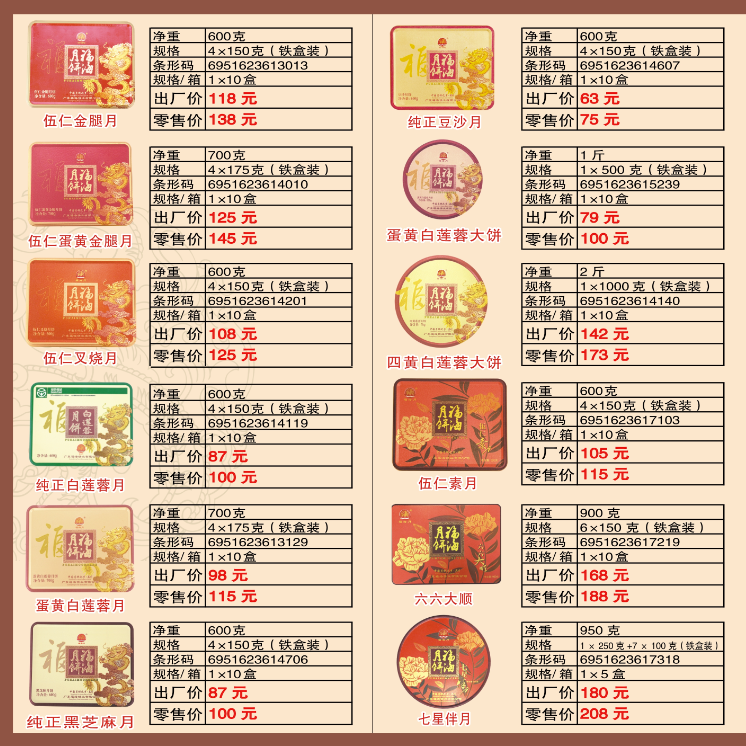 净重 600克
规格 4×150克（铁盒装）
条形码 6951623613013
规格/箱 1×10盒
出厂价 118 元
零售价 138 元
伍仁金腿月
净重 700克
规格 4×175克（铁盒装）
条形码 6951623614010
规格/箱 1×10盒
出厂价 125 元
零售价 145 元
伍仁蛋黄金腿月
净重 600克
规格 4×150克（铁盒装）
条形码 6951623614201
规格/箱 1×10盒
出厂价 108 元
零售价 125 元
伍仁叉烧月
净重 600克
规格 4×150克（铁盒装）
条形码 6951623614119
规格/箱 1×10盒
出厂价 87 元
零售价 100 元
纯正白莲蓉月
净重 700克
规格 4×175克（铁盒装）
条形码 6951623613129
规格/箱 1×10盒
出厂价 98 元
零售价 115 元
蛋黄白莲蓉月
净重 600克
规格 4×150克（铁盒装）
条形码 6951623614706
规格/箱 1×10盒
出厂价 87 元
零售价 100 元
纯正黑芝麻月
净重 600克
规格 4×150克（铁盒装）
条形码 6951623614607
规格/箱 1×10盒
出厂价 63 元
零售价 75 元
纯正豆沙月
净重 1斤
规格 1×500克（铁盒装）
条形码 6951623615239
规格/箱 1×10盒
出厂价 79 元
零售价 100 元
蛋黄白莲蓉大饼
净重 2斤
规格 1×1000克（铁盒装）
条形码 6951623614140
规格/箱 1×10盒
出厂价 142 元
零售价 173 元
四黄白莲蓉大饼
净重 600克
规格 4×150克（铁盒装）
条形码 6951623617103
规格/箱 1×10盒
出厂价 105 元
零售价 115 元
伍仁素月
净重 900克
规格 6×150克（铁盒装）
条形码 6951623617219
规格/箱 1×10盒
出厂价 168 元
零售价 188 元
六六大顺
净重 950克
规格 1×250克+7×100克（铁盒装）
条形码 6951623617318
规格/箱 1×5盒
出厂价 180 元
零售价 208 元
七星伴月